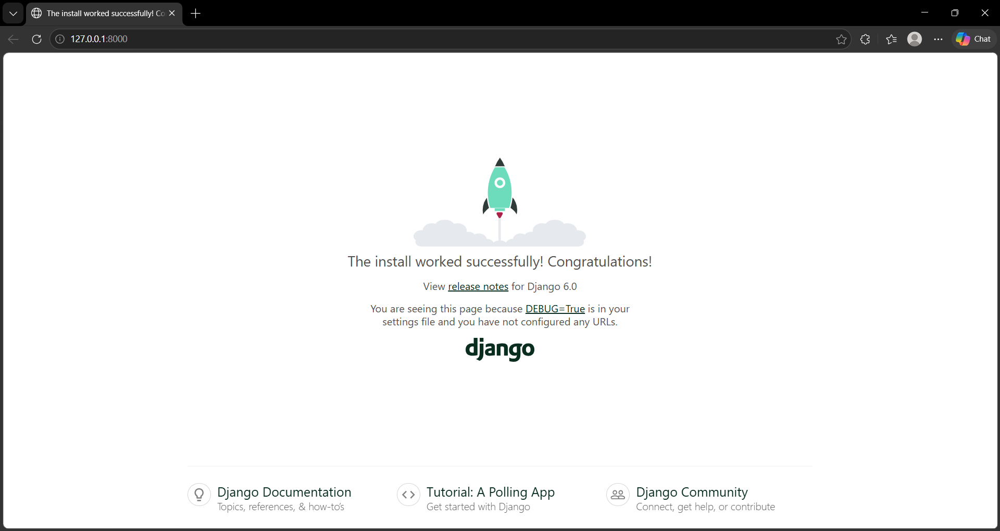 The install worked successfully! Co
127.0.0.1:8000
Chat
The install worked successfully! Congratulations!
View release notes for Django 6.0
You are seeing this page because DEBUG=True is in your
settings file and you have not configured any URLs.
django
Django Documentation
Topics, references, & how-to's
Tutorial: A Polling App
Get started with Django
Django Community
Connect, get help, or contribute